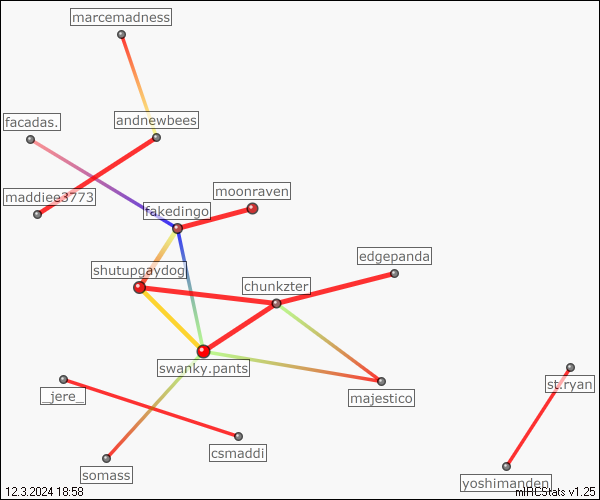 marcemadness
facadas.
andnewbees
maddiee3773
moonraven
fakedingo
edgepanda
shutupgaydog
chunkzter
swanky.pants
st.ryan
_jere_
majestico
csmaddi
somass
yoshimanden
12.3.2024 18:58
mIRCStats v1.25